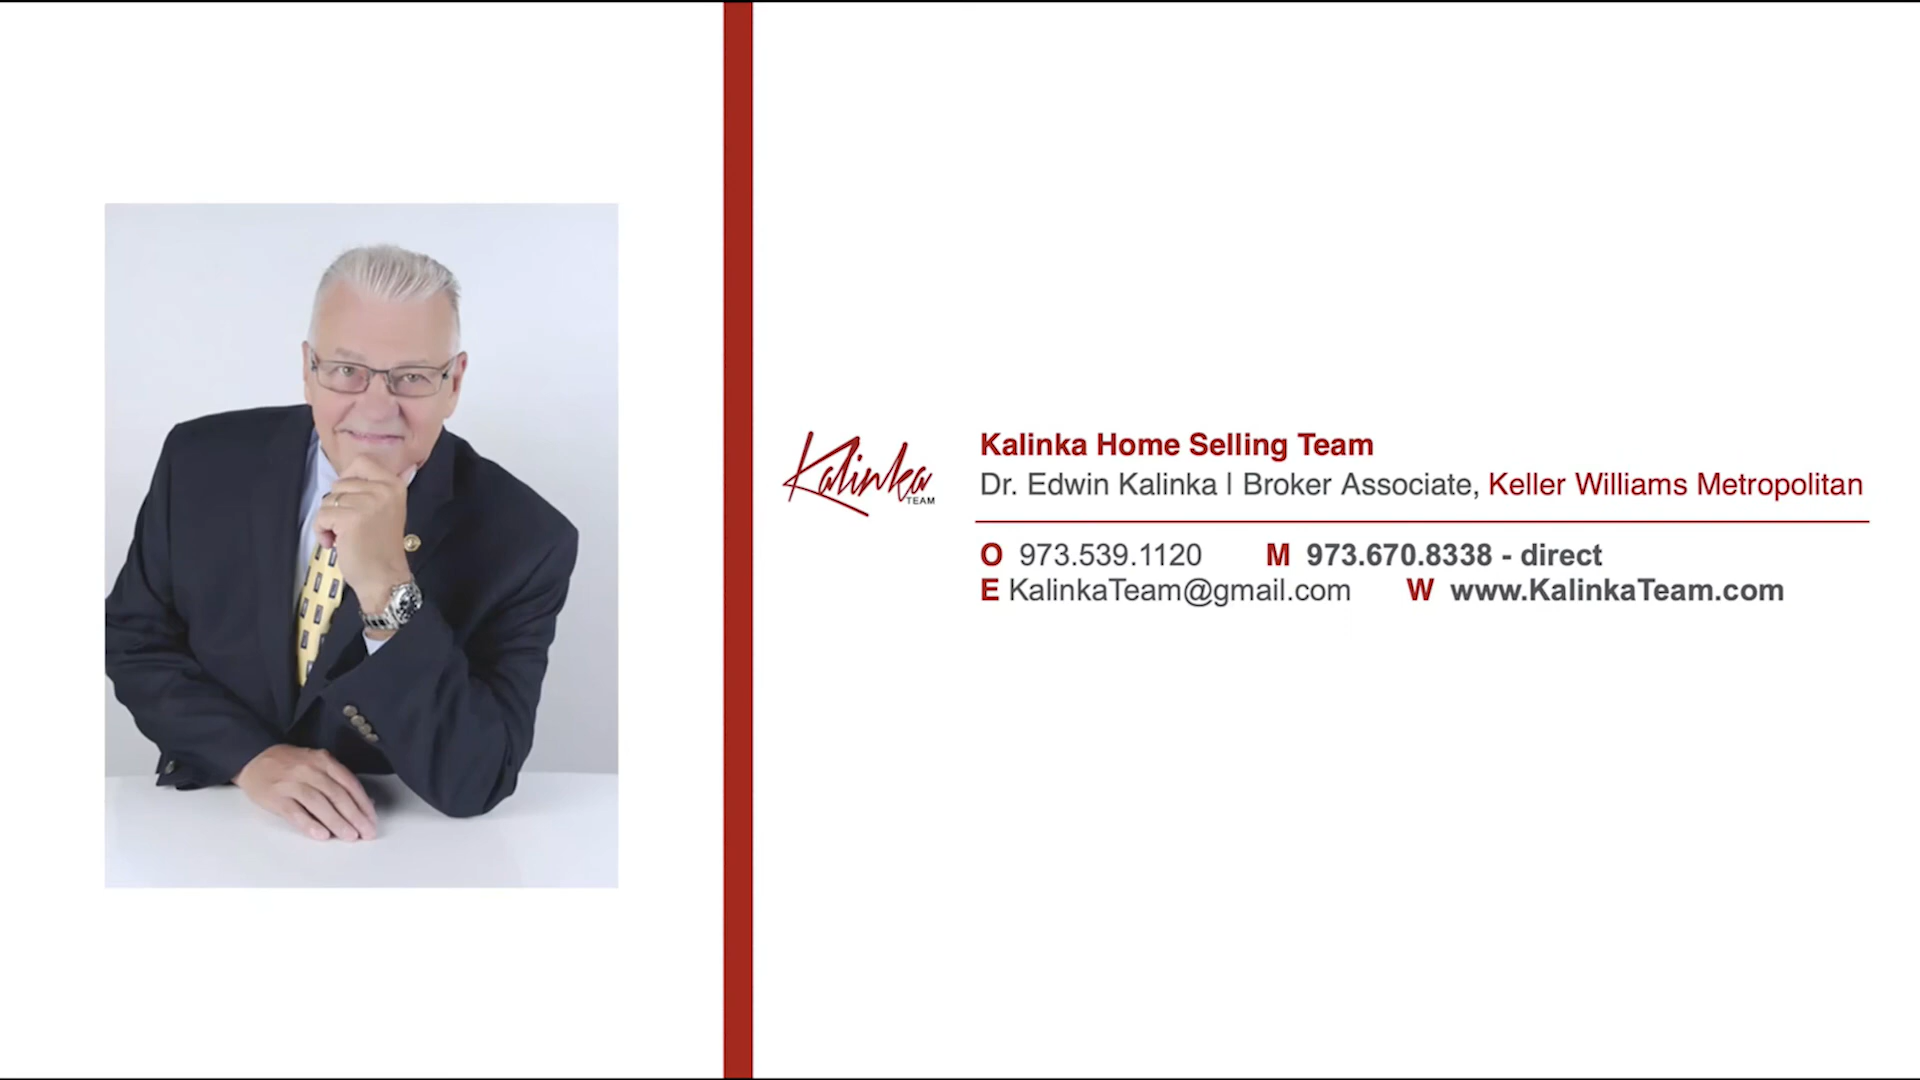 Kalinka
TEAM
Kalinka Home Selling Team
Dr. Edwin Kalinka | Broker Associate, Keller Williams Metropolitan
O 973.539.1120 M 973.670.8338 - direct
E KalinkaTeam@gmail.com W www.KalinkaTeam.com